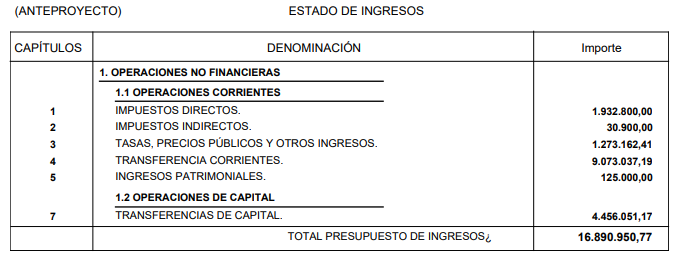 (ANTEPROYECTO) ESTADO DE INGRESOS
CAPÍTULOS DENOMINACIÓN Importe
1. OPERACIONES NO FINANCIERAS
1.1 OPERACIONES CORRIENTES
1 IMPUESTOS DIRECTOS. 1.932.800,00
2 IMPUESTOS INDIRECTOS. 30.900,00
3 TASAS, PRECIOS PÚBLICOS Y OTROS INGRESOS. 1.273.162,41
4 TRANSFERENCIA CORRIENTES. 9.073.037,19
5 INGRESOS PATRIMONIALES. 125.000,00
1.2 OPERACIONES DE CAPITAL
7 TRANSFERENCIAS DE CAPITAL. 4.456.051,17
TOTAL PRESUPUESTO DE INGRESOS¿ 16.890.950,77